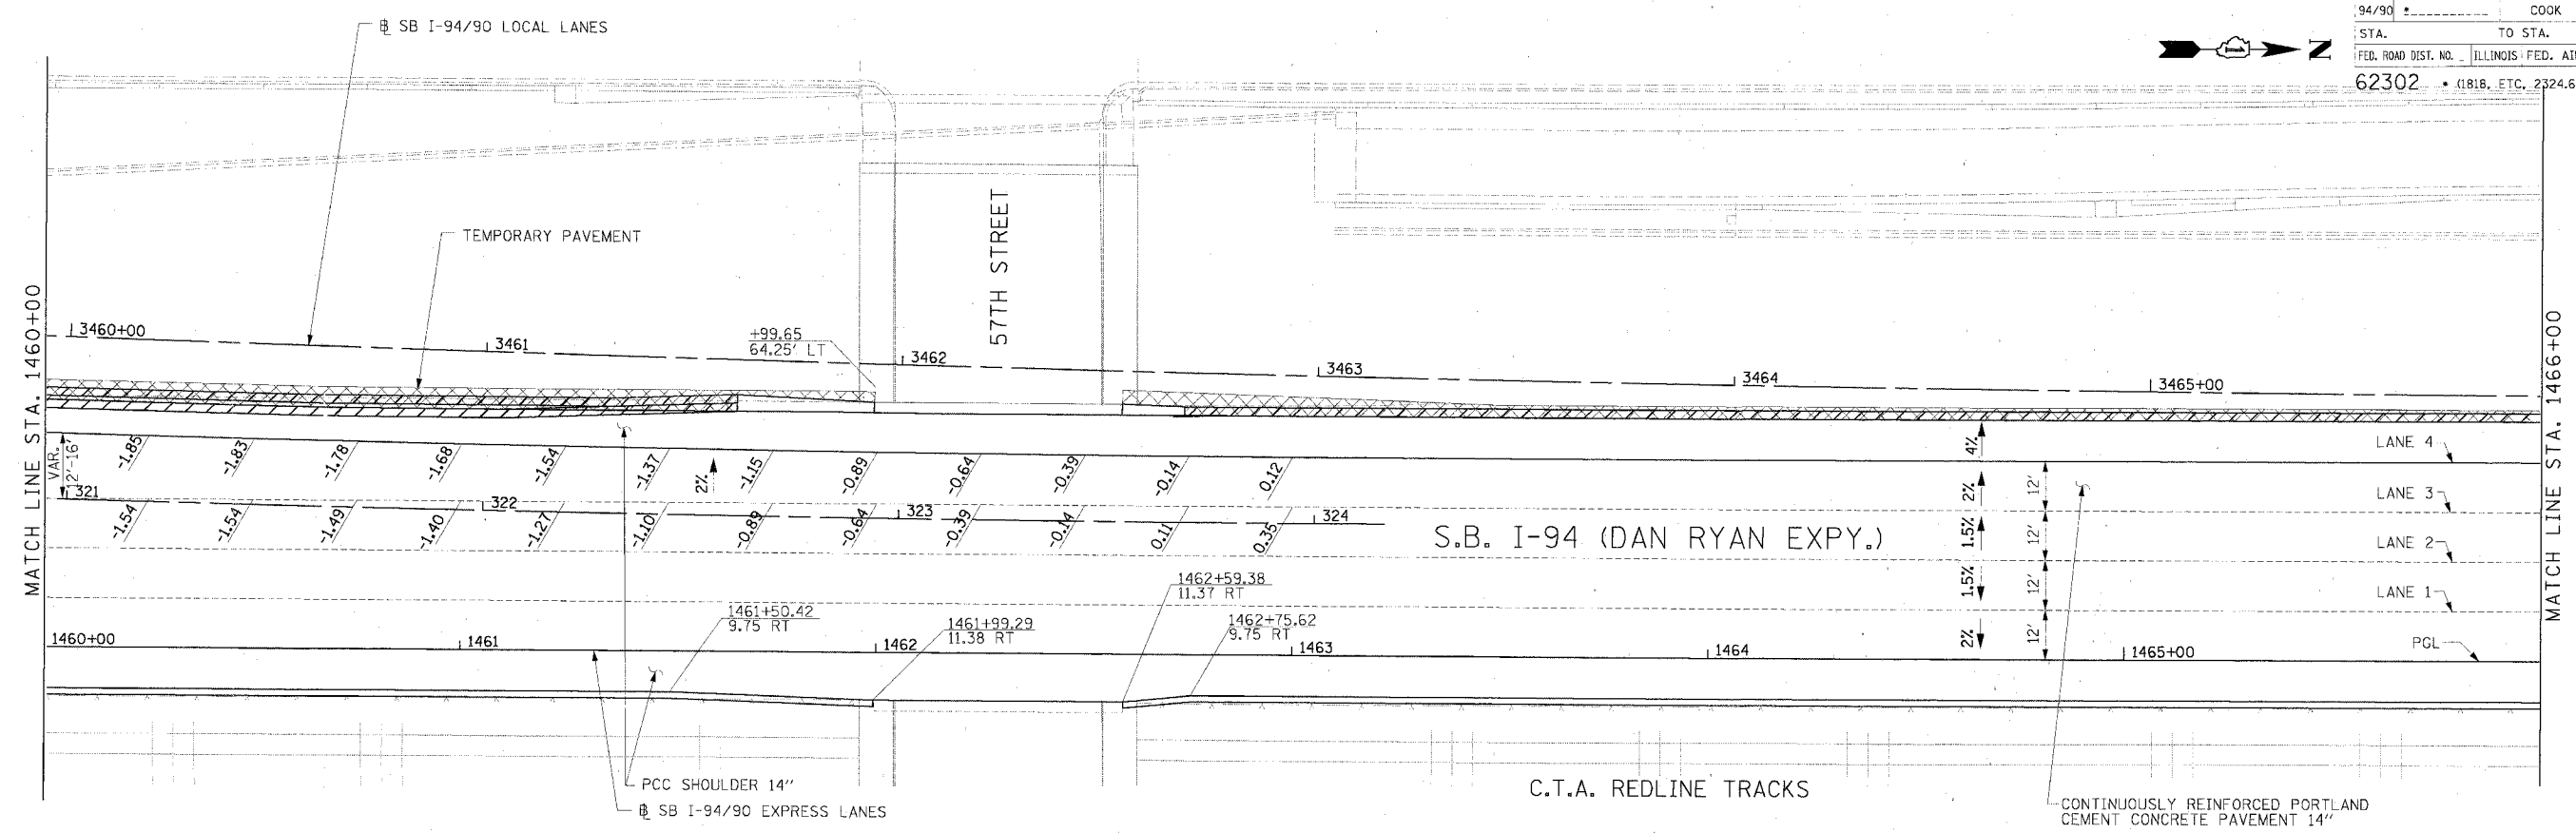 94/90 * COOK
STA. TO STA.
FED. ROAD DIST. NO. _ ILLINOIS FED. AI
62302 * (1818, ETC, 2324.6
N
℄ SB I-94/90 LOCAL LANES
TEMPORARY PAVEMENT
57TH STREET
MATCH LINE STA. 1460+00
MATCH LINE STA. 1466+00
3460+00 3461 3462 3463 3464 3465+00
+99.65
64.25' LT
VAR.
12'-16'
-1.85 -1.83 -1.78 -1.68 -1.54 -1.37 2% -1.15 -0.89 -0.64 -0.39 -0.14 0.12
321 322 323 324
-1.54 -1.54 -1.49 -1.40 -1.27 -1.10 -0.89 -0.64 -0.39 -0.14 0.11 0.35
4% LANE 4
2% 12' LANE 3
S.B. I-94 (DAN RYAN EXPY.) 1.5% 12' LANE 2
1.5% 12' LANE 1
2% 12' PGL
1461+50.42
9.75 RT
1461+99.29
11.38 RT
1462+59.38
11.37 RT
1462+75.62
9.75 RT
1460+00 1461 1462 1463 1464 1465+00
PCC SHOULDER 14"
℄ SB I-94/90 EXPRESS LANES
C.T.A. REDLINE TRACKS
CONTINUOUSLY REINFORCED PORTLAND
CEMENT CONCRETE PAVEMENT 14"